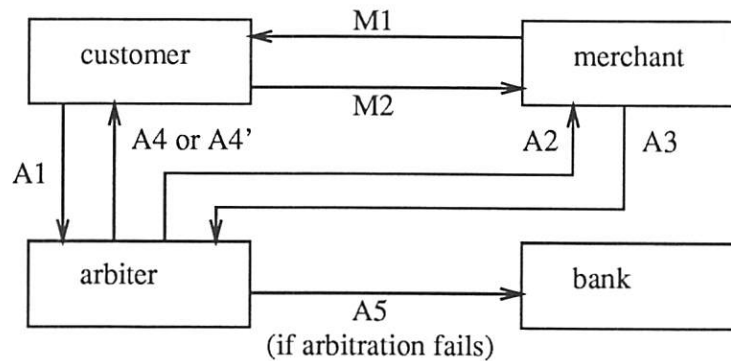 M1
customer
merchant
M2
A4 or A4’
A2
A3
A1
arbiter
bank
A5
(if arbitration fails)